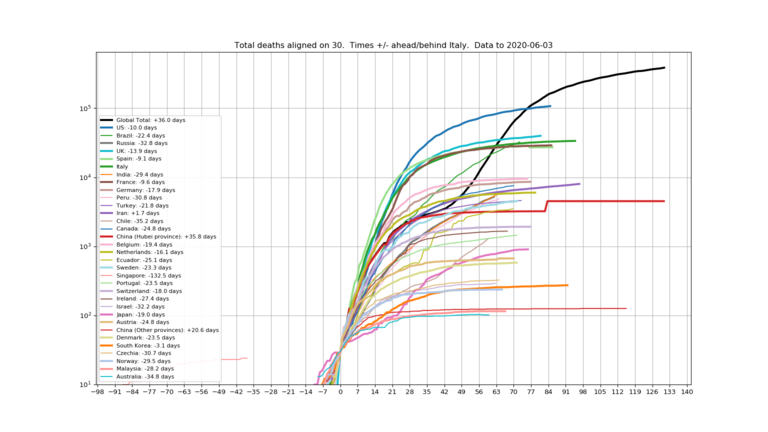 Total deaths aligned on 30. Times +/- ahead/behind Italy. Data to 2020-06-03
10⁵
10⁴
10³
10²
10¹
Global Total: +36.0 days
US: -10.0 days
Brazil: -22.4 days
Russia: -32.8 days
UK: -13.9 days
Spain: -9.1 days
Italy
India: -29.4 days
France: -9.6 days
Germany: -17.9 days
Peru: -30.8 days
Turkey: -21.8 days
Iran: +1.7 days
Chile: -35.2 days
Canada: -24.8 days
China (Hubei province): +35.8 days
Belgium: -19.4 days
Netherlands: -16.1 days
Ecuador: -25.1 days
Sweden: -23.3 days
Singapore: -132.5 days
Portugal: -23.5 days
Switzerland: -18.0 days
Ireland: -27.4 days
Israel: -32.2 days
Japan: -19.0 days
Austria: -24.8 days
China (Other provinces): +20.6 days
Denmark: -23.5 days
South Korea: -3.1 days
Czechia: -30.7 days
Norway: -29.5 days
Malaysia: -28.2 days
Australia: -34.8 days
−98 −91 −84 −77 −70 −63 −56 −49 −42 −35 −28 −21 −14 −7 0 7 14 21 28 35 42 49 56 63 70 77 84 91 98 105 112 119 126 133 140